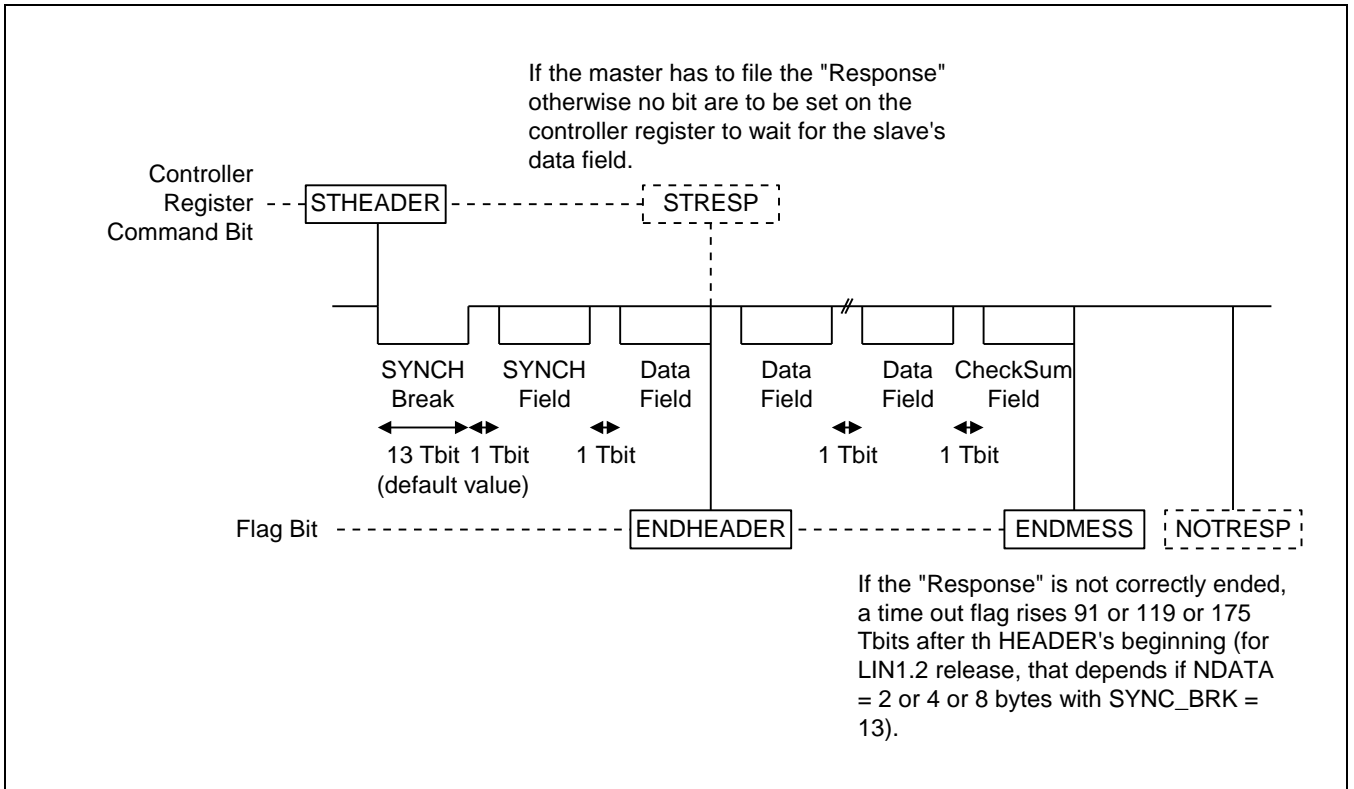 If the master has to file the "Response"
otherwise no bit are to be set on the
controller register to wait for the slave's
data field.
Controller
Register
Command Bit
STHEADER
STRESP
SYNCH
Break
SYNCH
Field
Data
Field
Data
Field
Data
Field
CheckSum
Field
13 Tbit
(default value)
1 Tbit
1 Tbit
1 Tbit
1 Tbit
Flag Bit
ENDHEADER
ENDMESS
NOTRESP
If the "Response" is not correctly ended,
a time out flag rises 91 or 119 or 175
Tbits after th HEADER's beginning (for
LIN1.2 release, that depends if NDATA
= 2 or 4 or 8 bytes with SYNC_BRK =
13).